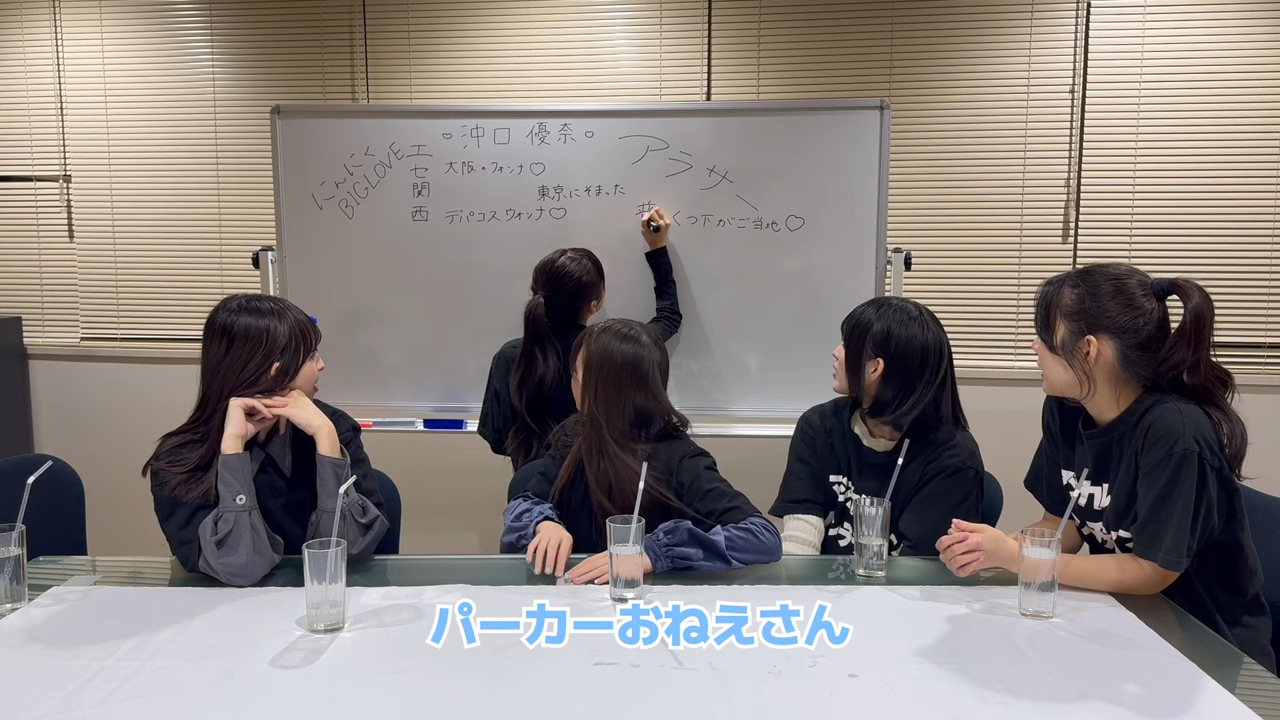 ○沖口 優奈○
アラサー
にんにく
BIGLOVE
エセ関西
大阪のフォンナ♡
東京にそまった
デパコスウォンナ♡
くつ下がご当地♡
パーカーおねえさん